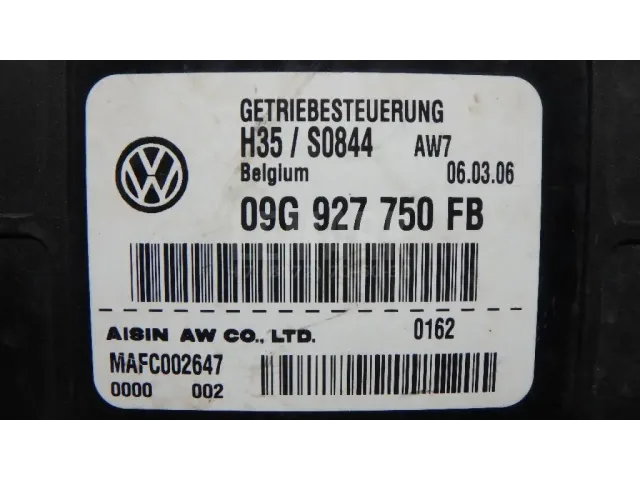 GETRIEBESTEUERUNG
H35 / S0844 AW7
Belgium 06.03.06
09G 927 750 FB
AISIN AW CO., LTD. 0162
MAFC002647
0000 002